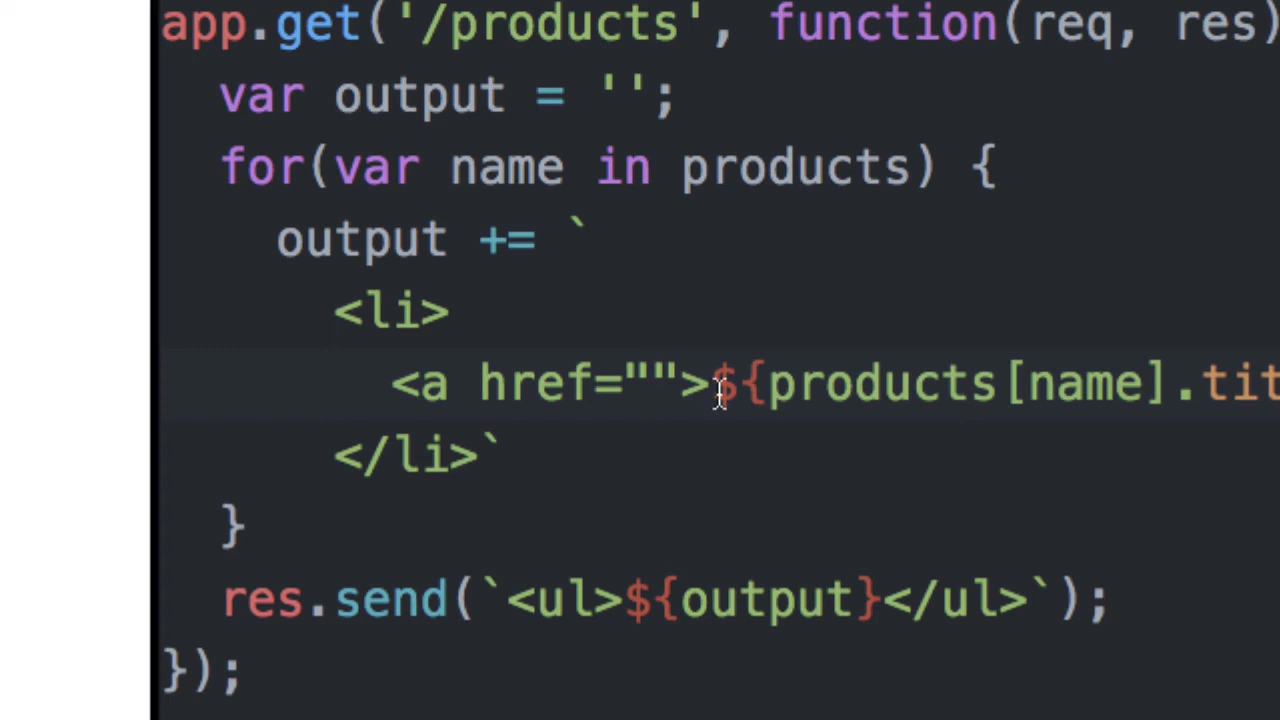 app.get('/products', function(req, res)
var output = '';
for(var name in products) {
output += `
<li>
<a href="">${products[name].tit
</li>`
}
res.send(`<ul>${output}</ul>`);
});